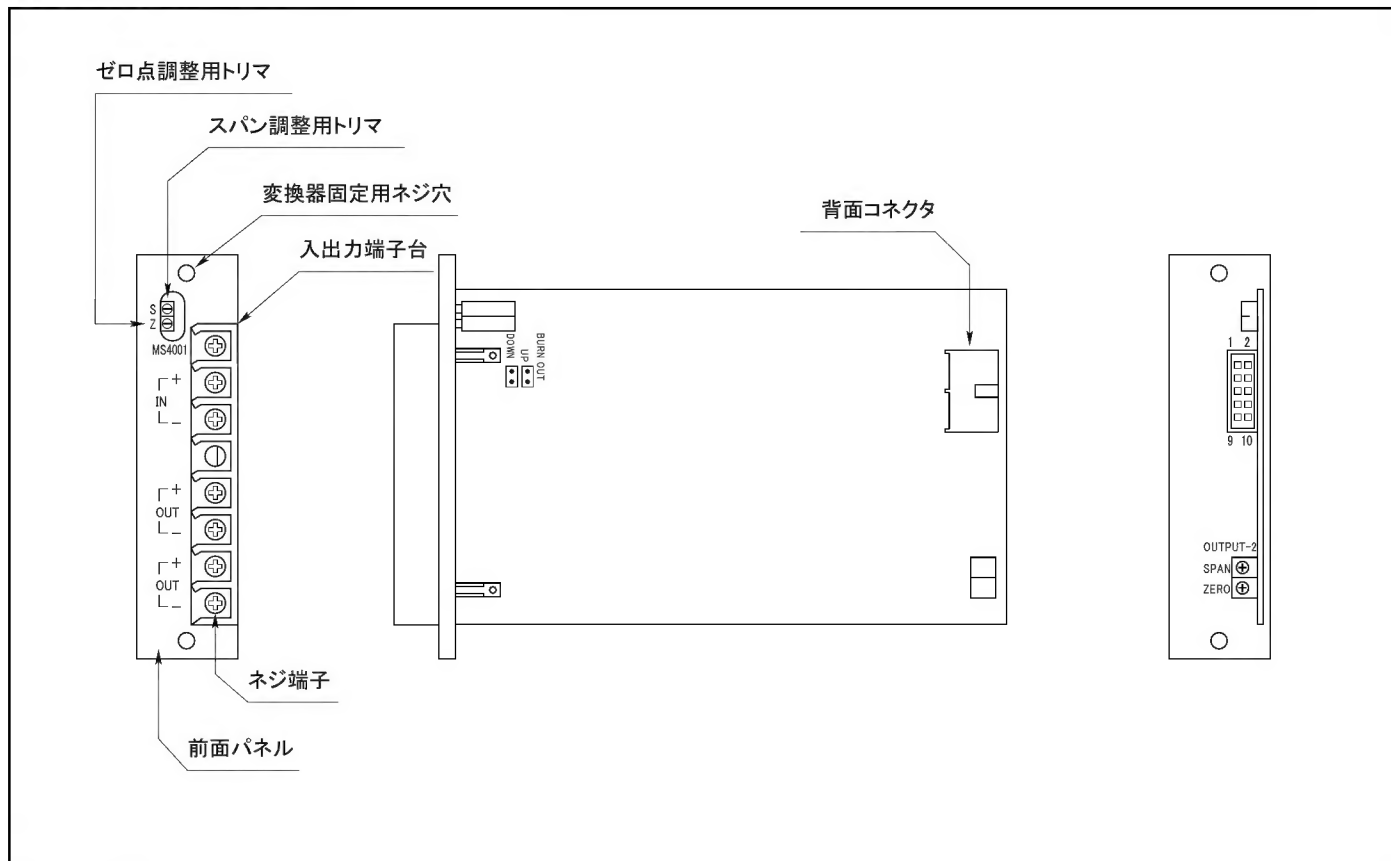 ゼロ点調整用トリマ
スパン調整用トリマ
変換器固定用ネジ穴
入出力端子台
背面コネクタ
S
Z
MS4001
+
IN
−
+
OUT
−
+
OUT
−
ネジ端子
前面パネル
BURN OUT
UP
DOWN
1 2
9 10
OUTPUT-2
SPAN
ZERO